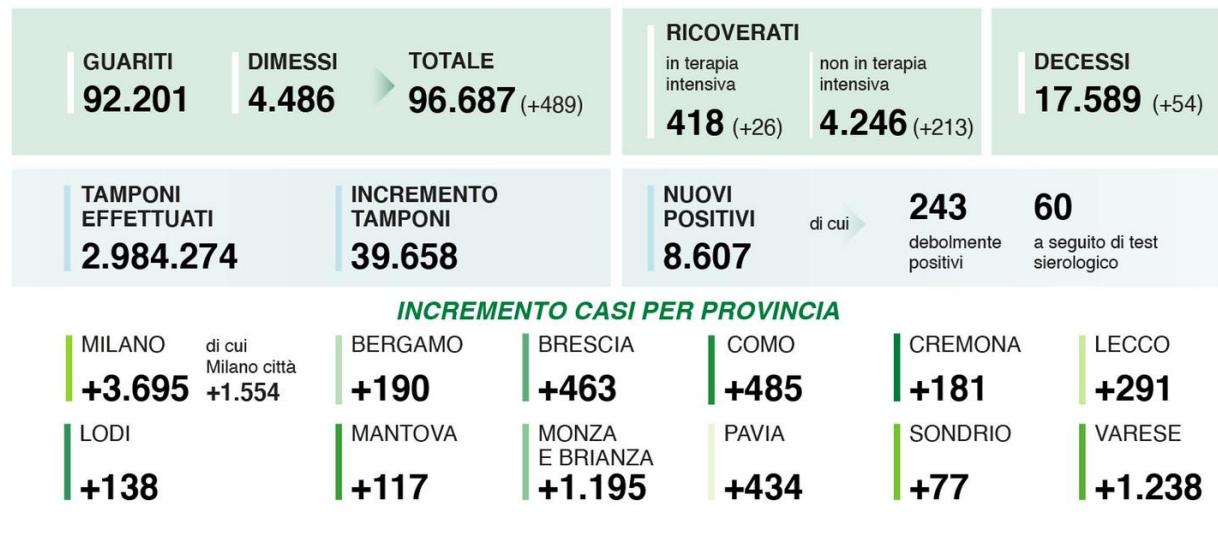 GUARITI
92.201
DIMESSI
4.486
TOTALE
96.687 (+489)
RICOVERATI
in terapia
intensiva
418 (+26)
non in terapia
intensiva
4.246 (+213)
DECESSI
17.589 (+54)
TAMPONI
EFFETTUATI
2.984.274
INCREMENTO
TAMPONI
39.658
NUOVI
POSITIVI
8.607
di cui
243
debolmente
positivi
60
a seguito di test
sierologico
INCREMENTO CASI PER PROVINCIA
MILANO
+3.695
di cui
Milano città
+1.554
BERGAMO
+190
BRESCIA
+463
COMO
+485
CREMONA
+181
LECCO
+291
LODI
+138
MANTOVA
+117
MONZA
E BRIANZA
+1.195
PAVIA
+434
SONDRIO
+77
VARESE
+1.238